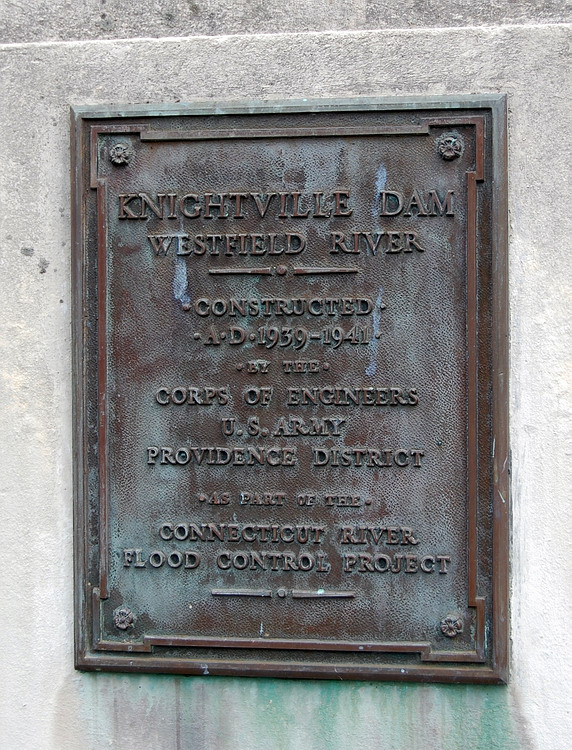 KNIGHTVILLE DAM
WESTFIELD RIVER
·CONSTRUCTED·
·A·D·1939-1941·
·BY THE·
CORPS OF ENGINEERS
U.S. ARMY
PROVIDENCE DISTRICT
·AS PART OF THE·
CONNECTICUT RIVER
FLOOD CONTROL PROJECT